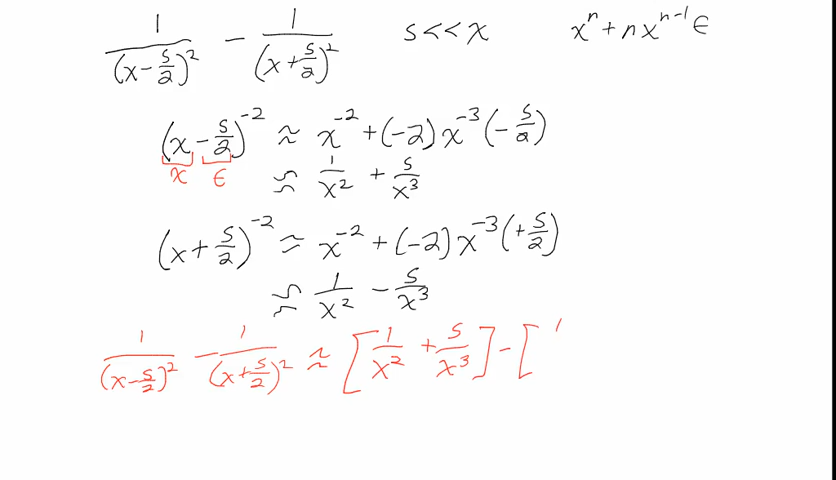 1/(x-s/2)² - 1/(x+s/2)² s<<x xⁿ+nxⁿ⁻¹ϵ
(x-s/2)⁻² ≈ x⁻²+(-2)x⁻³(-s/2)
x ϵ ≈ 1/x² + s/x³
(x+s/2)⁻² ≈ x⁻²+(-2)x⁻³(+s/2)
≈ 1/x² - s/x³
1/(x-s/2)² - 1/(x+s/2)² ≈ [1/x² + s/x³] - [ 1